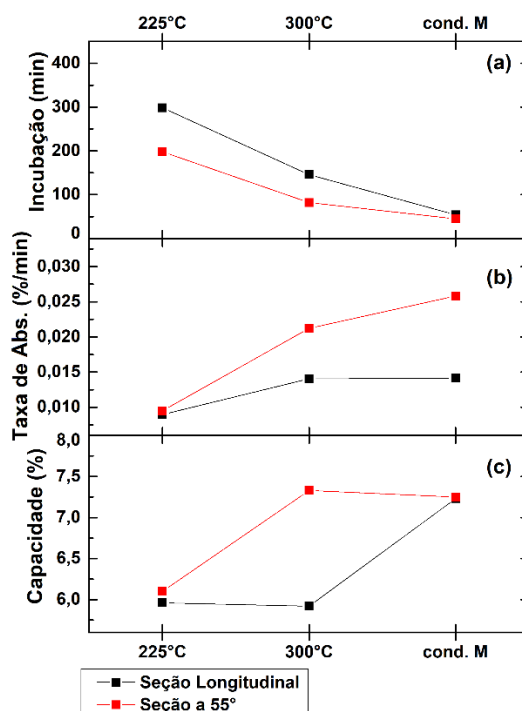 225°C 300°C cond. M
(a)
Incubação (min)
400
300
200
100
0
(b)
Taxa de Abs. (%/min)
0,030
0,025
0,020
0,015
0,010
(c)
Capacidade (%)
8,0
7,5
7,0
6,5
6,0
225°C 300°C cond. M
Seção Longitudinal
Seção a 55°